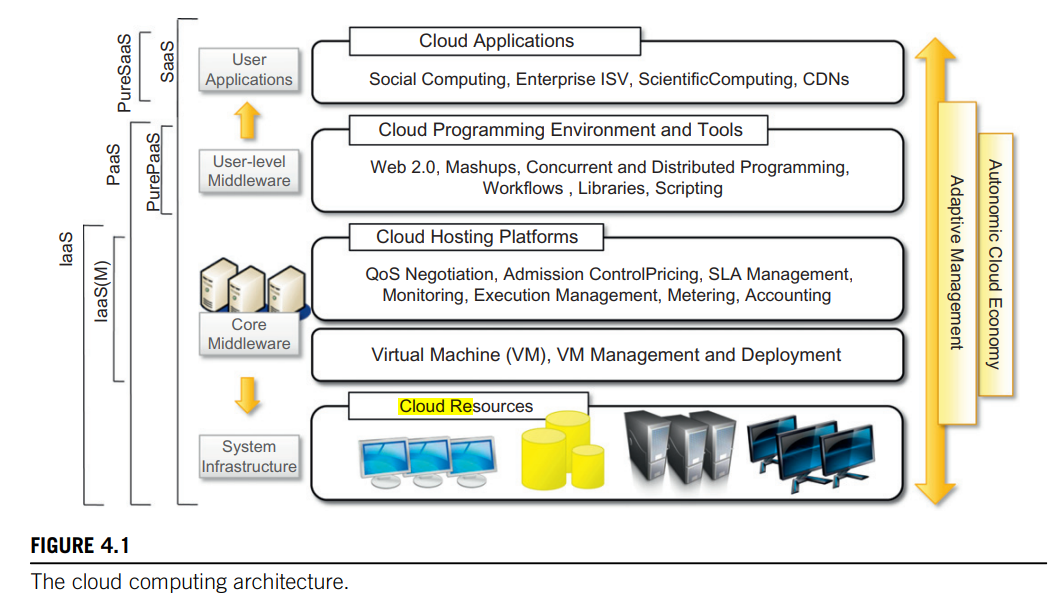 PureSaaS
SaaS
User
Applications
Cloud Applications
Social Computing, Enterprise ISV, ScientificComputing, CDNs
PaaS
PurePaaS
User-level
Middleware
Cloud Programming Environment and Tools
Web 2.0, Mashups, Concurrent and Distributed Programming,
Workflows , Libraries, Scripting
IaaS
IaaS(M)
Core
Middleware
Cloud Hosting Platforms
QoS Negotiation, Admission ControlPricing, SLA Management,
Monitoring, Execution Management, Metering, Accounting
Virtual Machine (VM), VM Management and Deployment
System
Infrastructure
Cloud Resources
Adaptive Management
Autonomic Cloud Economy
FIGURE 4.1
The cloud computing architecture.